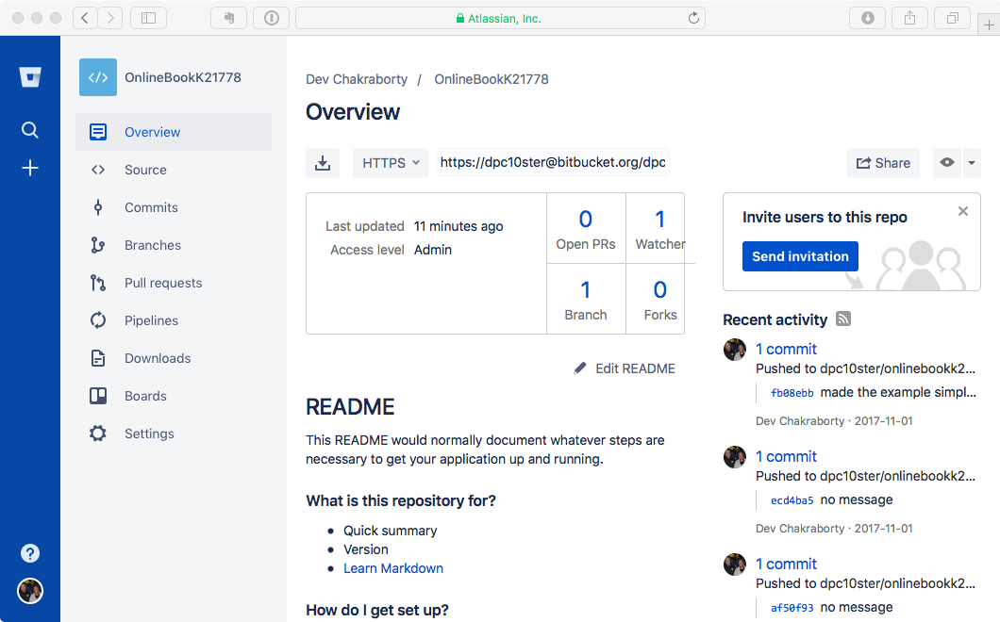 Atlassian, Inc.
OnlineBookK21778
Overview
Source
Commits
Branches
Pull requests
Pipelines
Downloads
Boards
Settings
Dev Chakraborty / OnlineBookK21778
Overview
HTTPS https://dpc10ster@bitbucket.org/dpc
Share
Last updated 11 minutes ago
Access level Admin
0
Open PRs
1
Watcher
1
Branch
0
Forks
Edit README
README
This README would normally document whatever steps are
necessary to get your application up and running.
What is this repository for?
• Quick summary
• Version
• Learn Markdown
How do I get set up?
Invite users to this repo
Send invitation
Recent activity
1 commit
Pushed to dpc10ster/onlinebookk2...
fb08ebb made the example simpl...
Dev Chakraborty · 2017-11-01
1 commit
Pushed to dpc10ster/onlinebookk2...
ecd4ba5 no message
Dev Chakraborty · 2017-11-01
1 commit
Pushed to dpc10ster/onlinebookk2...
af50f93 no message